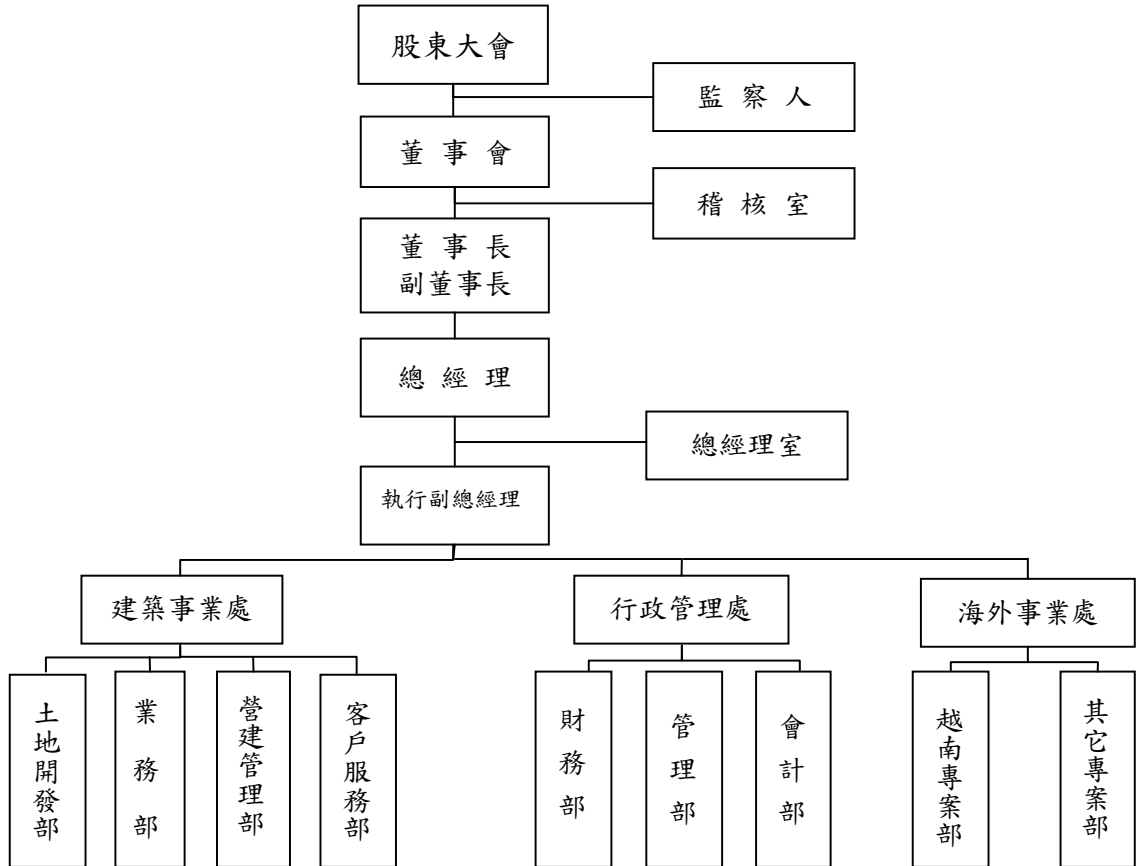 股東大會
監察人
董事會
稽核室
董事長
副董事長
總經理
總經理室
執行副總經理
建築事業處
行政管理處
海外事業處
土地開發部
業務部
營建管理部
客戶服務部
財務部
管理部
會計部
越南專案部
其它專案部